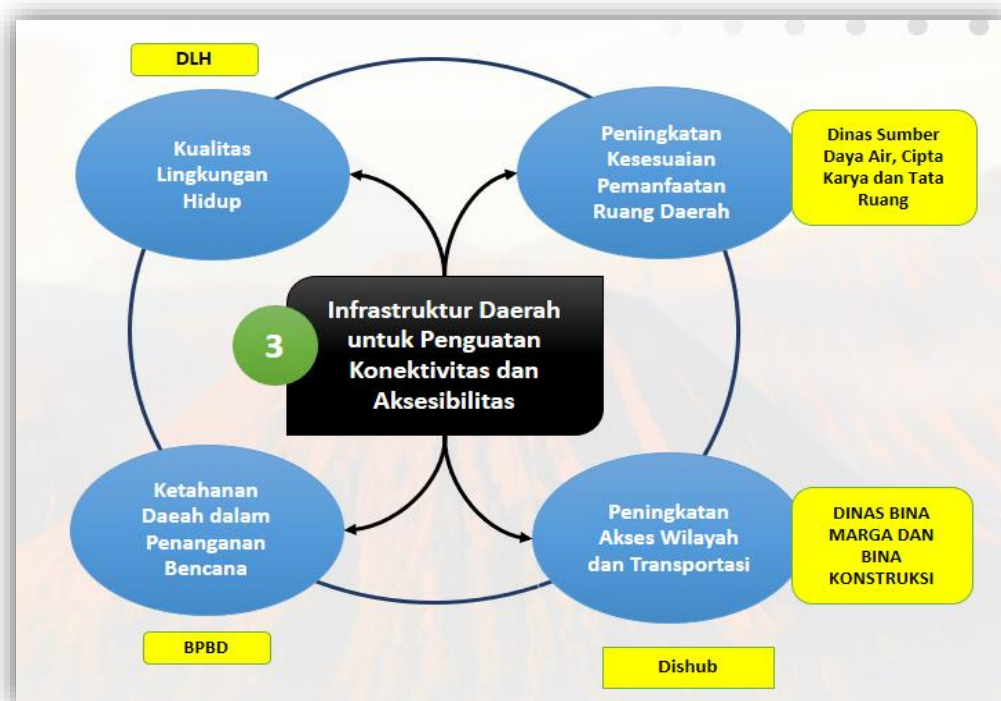 DLH
Kualitas
Lingkungan
Hidup
Peningkatan
Kesesuaian
Pemanfaatan
Ruang Daerah
Dinas Sumber
Daya Air, Cipta
Karya dan Tata
Ruang
3
Infrastruktur Daerah
untuk Penguatan
Konektivitas dan
Aksesibilitas
Ketahanan
Daeah dalam
Penanganan
Bencana
BPBD
Peningkatan
Akses Wilayah
dan Transportasi
DINAS BINA
MARGA DAN
BINA
KONSTRUKSI
Dishub